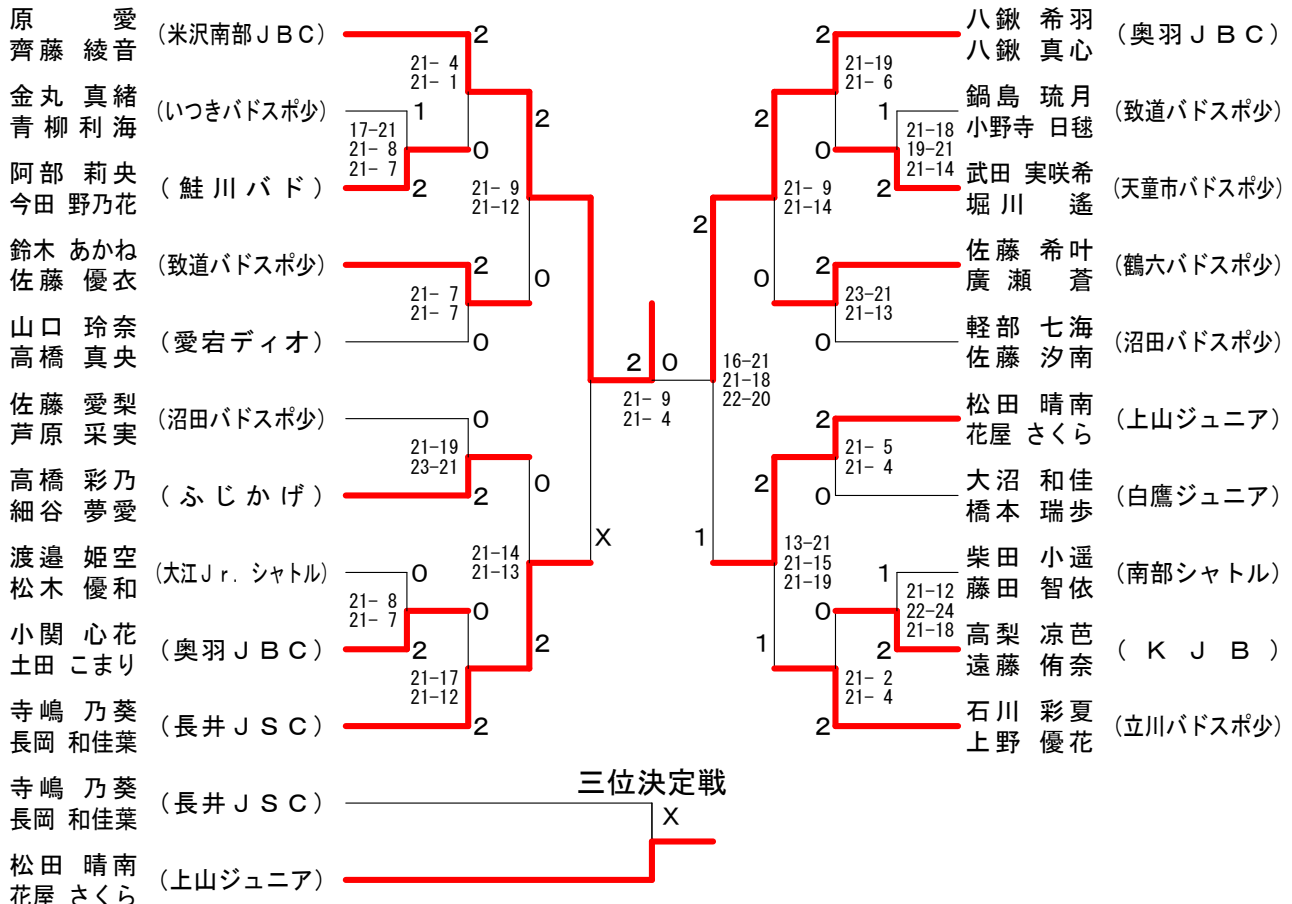 原 愛
齊藤 綾音
(米沢南部ＪＢＣ)
2
21- 4
21- 1
金丸 真緒
青柳 利海
(いつきバドスポ少)
1
17-21
21- 8
21- 7
0
阿部 莉央
今田 野乃花
(鮭川バド)
2
2
21- 9
21-12
鈴木 あかね
佐藤 優衣
(致道バドスポ少)
2
21- 7
21- 7
0
山口 玲奈
高橋 真央
(愛宕ディオ)
0
佐藤 愛梨
芦原 采実
(沼田バドスポ少)
0
21-19
23-21
高橋 彩乃
細谷 夢愛
(ふじかげ)
2
0
21-14
21-13
X
渡邉 姫空
松木 優和
(大江Ｊｒ．シャトル)
0
21- 8
21- 7
0
小関 心花
土田 こまり
(奥羽ＪＢＣ)
2
2
21-17
21-12
寺嶋 乃葵
長岡 和佳葉
(長井ＪＳＣ)
2
2 0
21- 9
21- 4
八鍬 希羽
八鍬 真心
(奥羽ＪＢＣ)
2
21-19
21- 6
鍋島 琉月
小野寺 日毬
(致道バドスポ少)
1
21-18
19-21
21-14
0
武田 実咲希
堀川 遙
(天童市バドスポ少)
2
2
21- 9
21-14
2
佐藤 希叶
廣瀬 蒼
(鶴六バドスポ少)
2
23-21
21-13
0
軽部 七海
佐藤 汐南
(沼田バドスポ少)
0
16-21
21-18
22-20
松田 晴南
花屋 さくら
(上山ジュニア)
2
21- 5
21- 4
大沼 和佳
橋本 瑞歩
(白鷹ジュニア)
0
2
13-21
21-15
21-19
1
柴田 小遥
藤田 智依
(南部シャトル)
1
21-12
22-24
21-18
0
高梨 凉芭
遠藤 侑奈
(ＫＪＢ)
2
1
21- 2
21- 4
石川 彩夏
上野 優花
(立川バドスポ少)
2
三位決定戦
寺嶋 乃葵
長岡 和佳葉
(長井ＪＳＣ)
X
松田 晴南
花屋 さくら
(上山ジュニア)